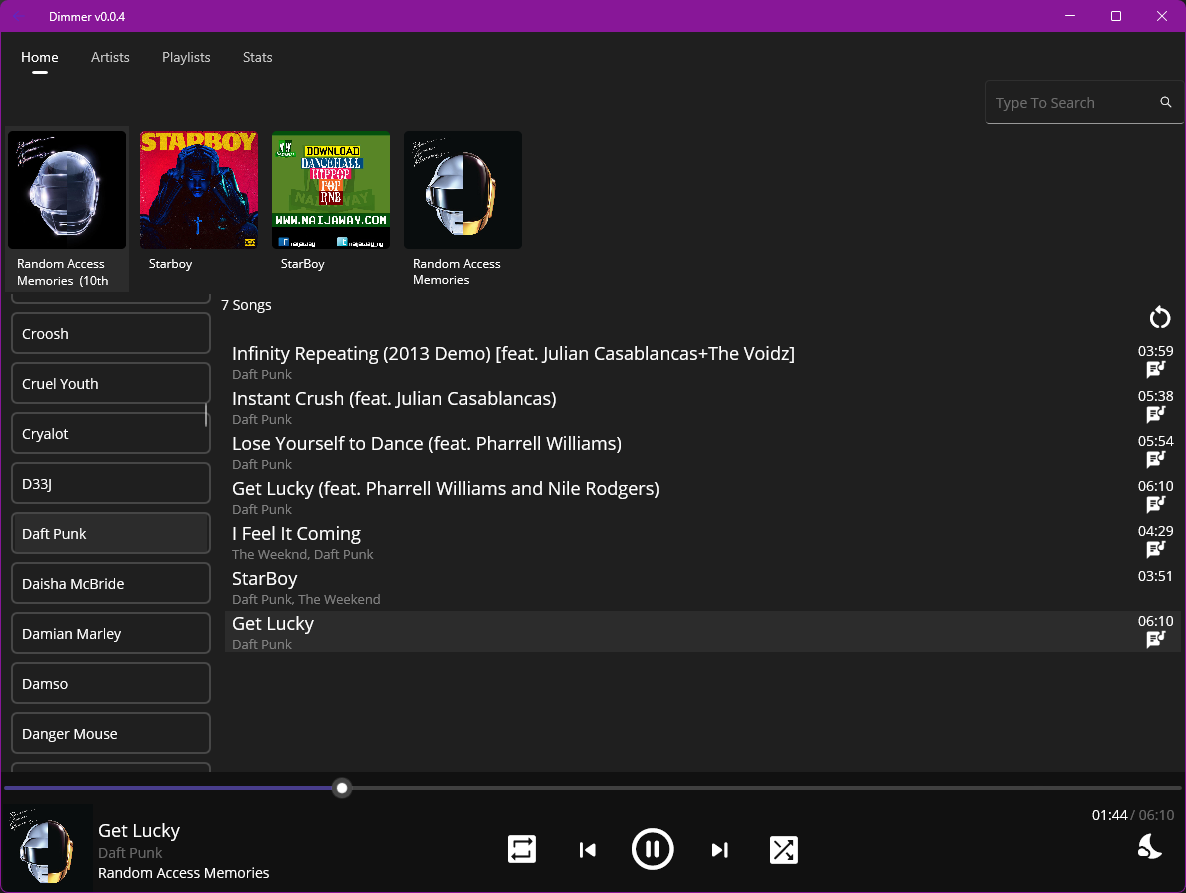 Dimmer v0.0.4
Home
Artists
Playlists
Stats
Type To Search
STARBOY
DOWNLOAD
DANCEHALL
HIPPOP
POP
RNB
WWW.NAIJAWAY.COM
naijaway
naijaway_ng
Random Access
Memories (10th
Starboy
StarBoy
Random Access
Memories
7 Songs
Croosh
Cruel Youth
Cryalot
D33J
Daft Punk
Daisha McBride
Damian Marley
Damso
Danger Mouse
Infinity Repeating (2013 Demo) [feat. Julian Casablancas+The Voidz]
03:59
Daft Punk
Instant Crush (feat. Julian Casablancas)
05:38
Daft Punk
Lose Yourself to Dance (feat. Pharrell Williams)
05:54
Daft Punk
Get Lucky (feat. Pharrell Williams and Nile Rodgers)
06:10
Daft Punk
I Feel It Coming
04:29
The Weeknd, Daft Punk
StarBoy
03:51
Daft Punk, The Weekend
Get Lucky
06:10
Daft Punk
01:44 / 06:10
Get Lucky
Daft Punk
Random Access Memories